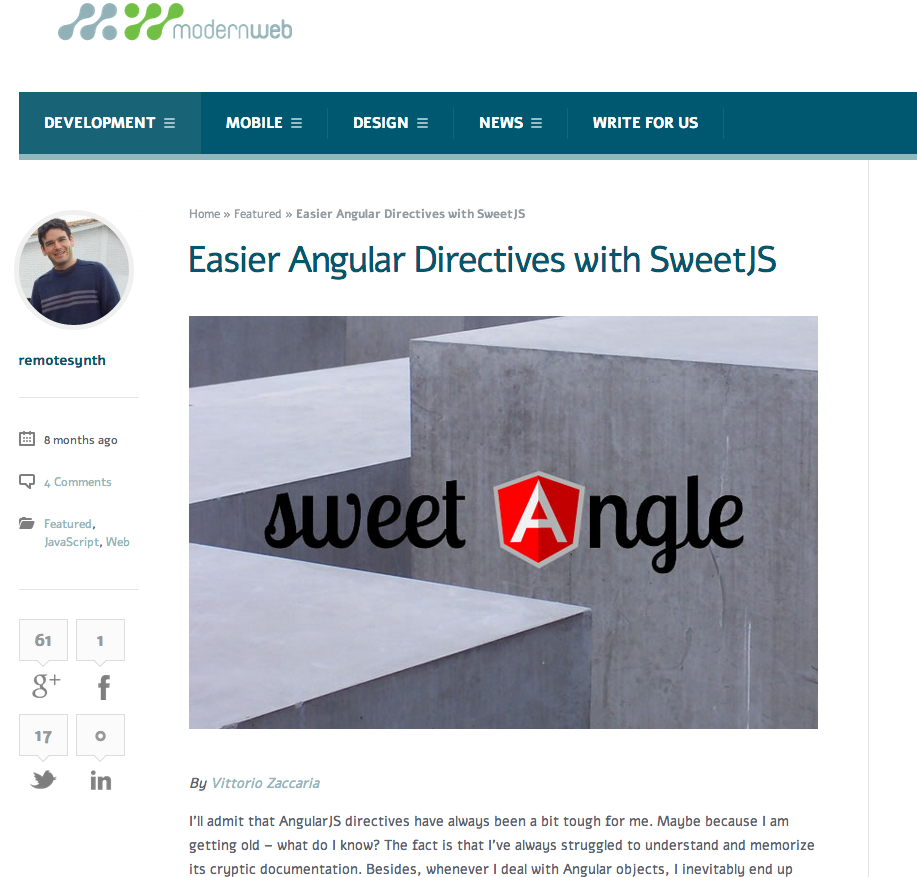 modernweb
DEVELOPMENT MOBILE DESIGN NEWS WRITE FOR US
Home » Featured » Easier Angular Directives with SweetJS
Easier Angular Directives with SweetJS
remotesynth
8 months ago
4 Comments
Featured,
JavaScript, Web
61 1
g+ f
17 0
in
sweet Angle
By Vittorio Zaccaria
I'll admit that AngularJS directives have always been a bit tough for me. Maybe because I am
getting old – what do I know? The fact is that I've always struggled to understand and memorize
its cryptic documentation. Besides, whenever I deal with Angular objects, I inevitably end up